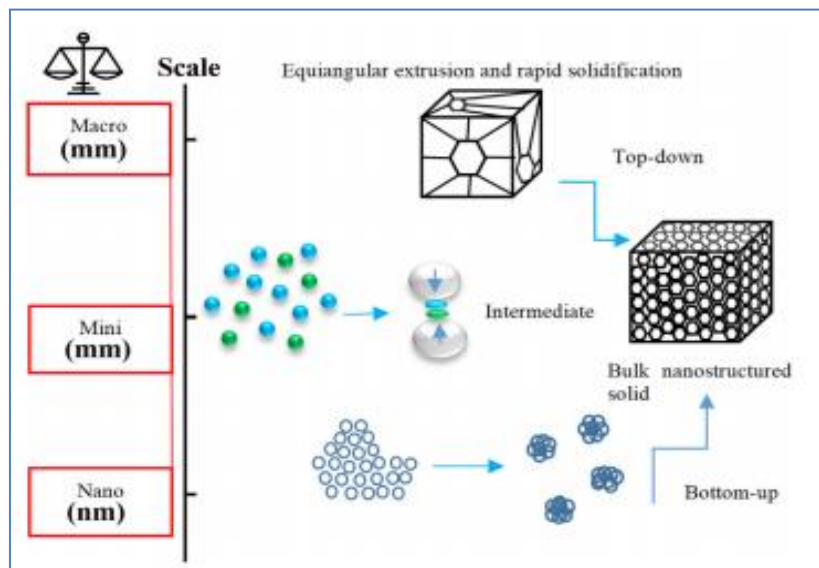 Scale
Equiangular extrusion and rapid solidification
Macro
(mm)
Top-down
Mini
(mm)
Intermediate
Bulk nanostructured
solid
Nano
(nm)
Bottom-up